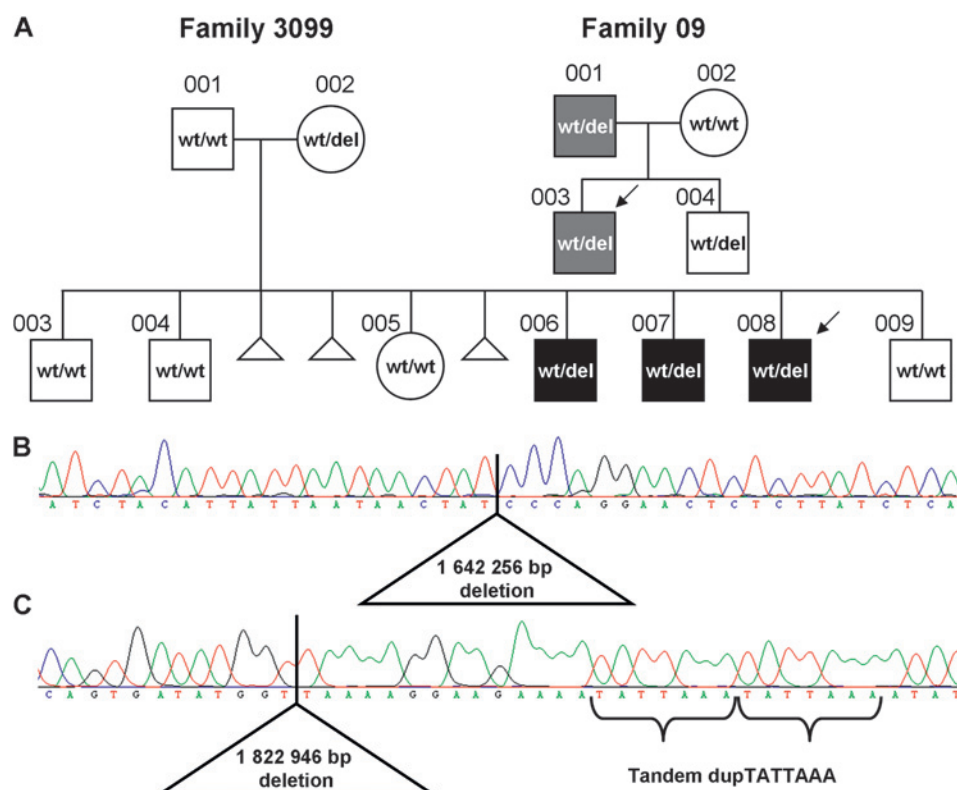 A
Family 3099
Family 09
001
002
001
002
wt/wt
wt/del
wt/del
wt/wt
003
004
wt/del
wt/del
003
004
005
006
007
008
009
wt/wt
wt/wt
wt/wt
wt/del
wt/del
wt/del
wt/wt
B
A T C T A C A T T A T T A A T A A C T A T C C C A G G A A C T C T C T T A T C T C A
1 642 256 bp
deletion
C
C A G T G A T A T G G T T A A A A G G A A G A A A A T A T T A A A T A T T A A A A T A T
1 822 946 bp
deletion
Tandem dupTATTAAA